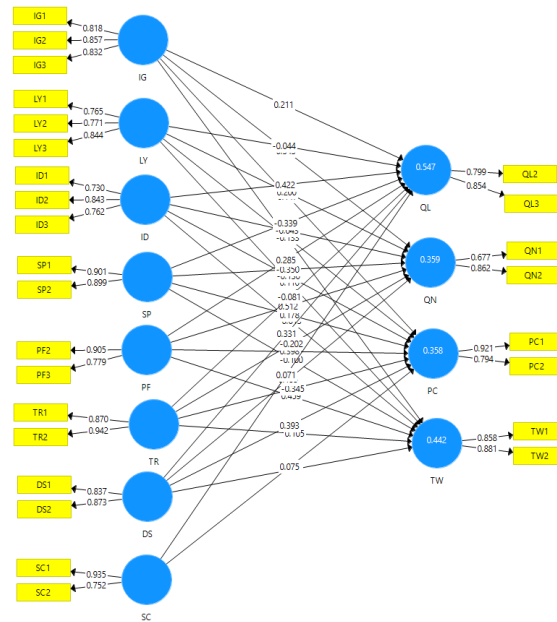 IG1
0.818
IG2
0.857
IG3
0.832
IG
LY1
0.765
LY2
0.771
LY3
0.844
LY
ID1
0.730
ID2
0.843
ID3
0.762
ID
SP1
0.901
SP2
0.899
SP
PF2
0.905
PF3
0.779
PF
TR1
0.870
TR2
0.942
TR
DS1
0.837
DS2
0.873
DS
SC1
0.935
SC2
0.752
SC
0.211
-0.044
0.422
-0.339
0.285
-0.350
-0.081
0.512
0.178
0.331
-0.202
0.071
-0.345
0.393
0.075
0.547
QL
0.799
QL2
0.854
QL3
0.359
QN
0.677
QN1
0.862
QN2
0.358
PC
0.921
PC1
0.794
PC2
0.442
TW
0.858
TW1
0.881
TW2